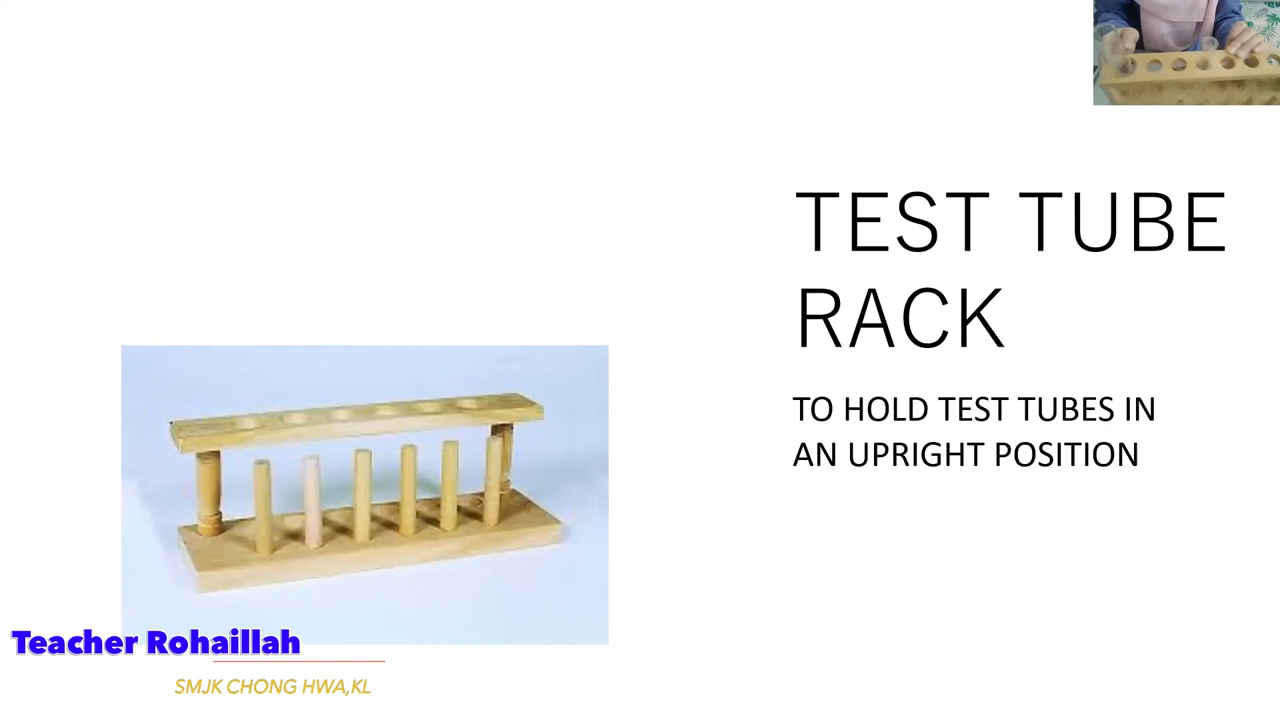 TEST TUBE
RACK
TO HOLD TEST TUBES IN
AN UPRIGHT POSITION
Teacher Rohaillah
SMJK CHONG HWA,KL